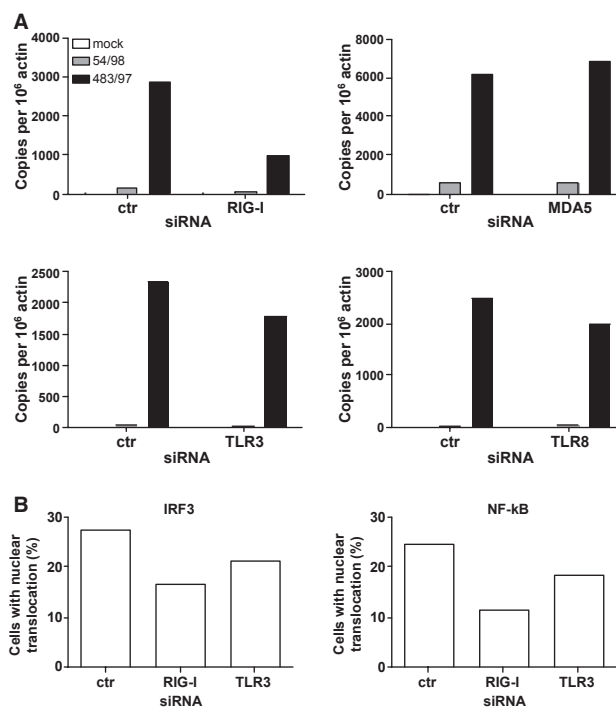 A
mock
54/98
483/97
Copies per 10⁶ actin
4000
3000
2000
1000
0
ctr
RIG-I
siRNA
Copies per 10⁶ actin
8000
6000
4000
2000
0
ctr
MDA5
siRNA
Copies per 10⁶ actin
2500
2000
1500
1000
500
0
ctr
TLR3
siRNA
Copies per 10⁶ actin
3000
2000
1000
0
ctr
TLR8
siRNA
B
IRF3
Cells with nuclear
translocation (%)
30
20
10
0
ctr
RIG-I
TLR3
siRNA
NF-kB
Cells with nuclear
translocation (%)
30
20
10
0
ctr
RIG-I
TLR3
siRNA